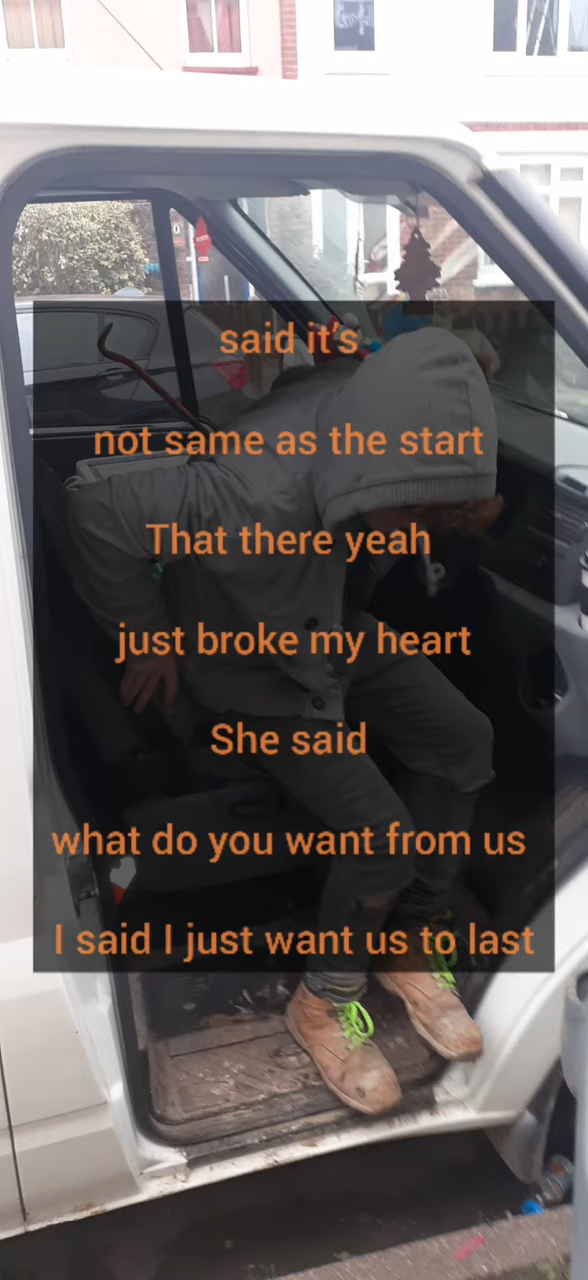 said it's
not same as the start
That there yeah
just broke my heart
She said
what do you want from us
I said I just want us to last